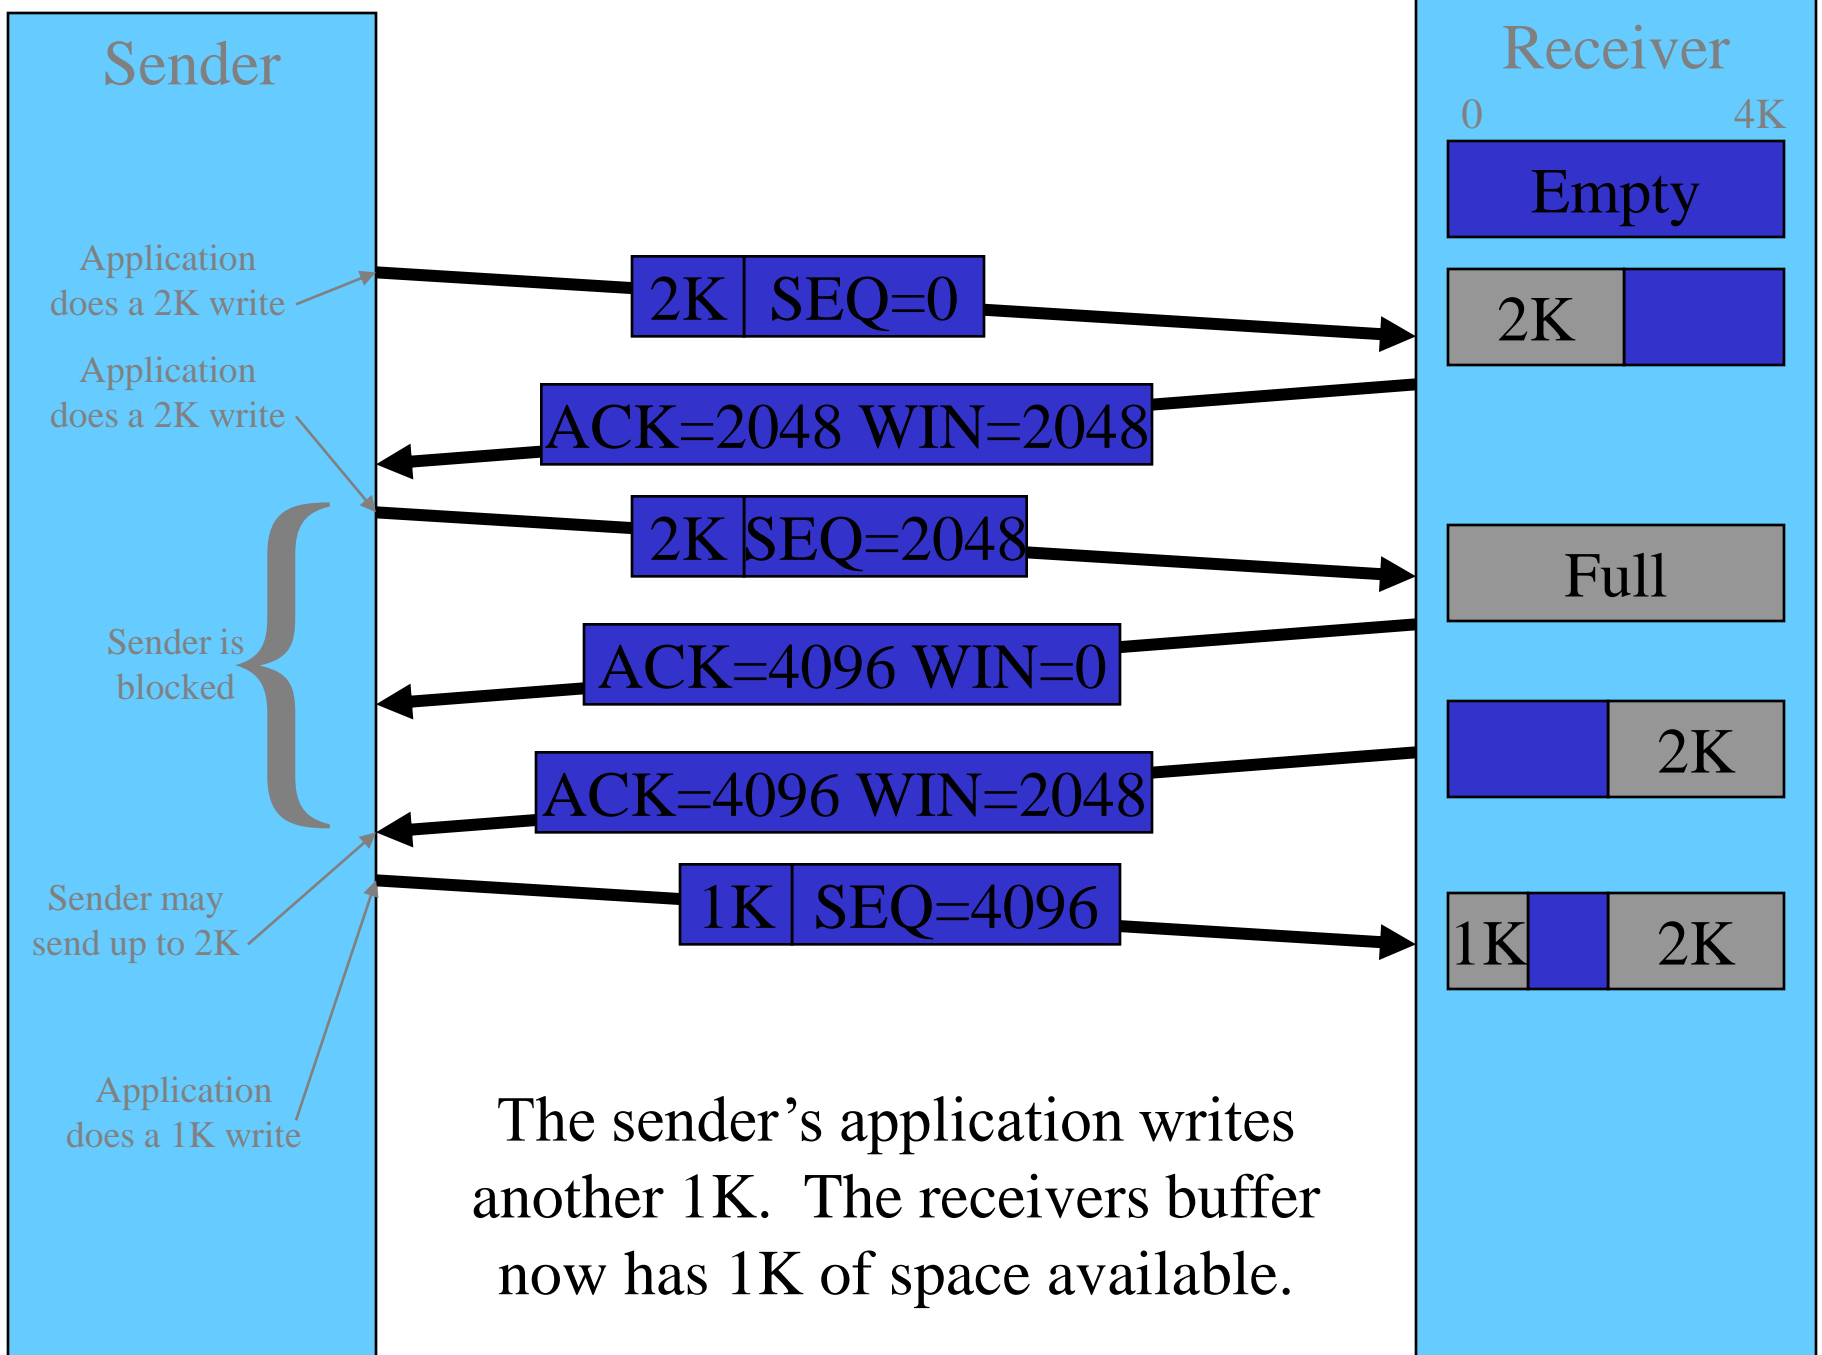 Sender
Receiver
0 4K
Empty
Application
does a 2K write
2K SEQ=0
2K
Application
does a 2K write
ACK=2048 WIN=2048
2K SEQ=2048
Full
Sender is
blocked
ACK=4096 WIN=0
ACK=4096 WIN=2048
2K
Sender may
send up to 2K
1K SEQ=4096
1K 2K
Application
does a 1K write
The sender’s application writes
another 1K.  The receivers buffer
now has 1K of space available.